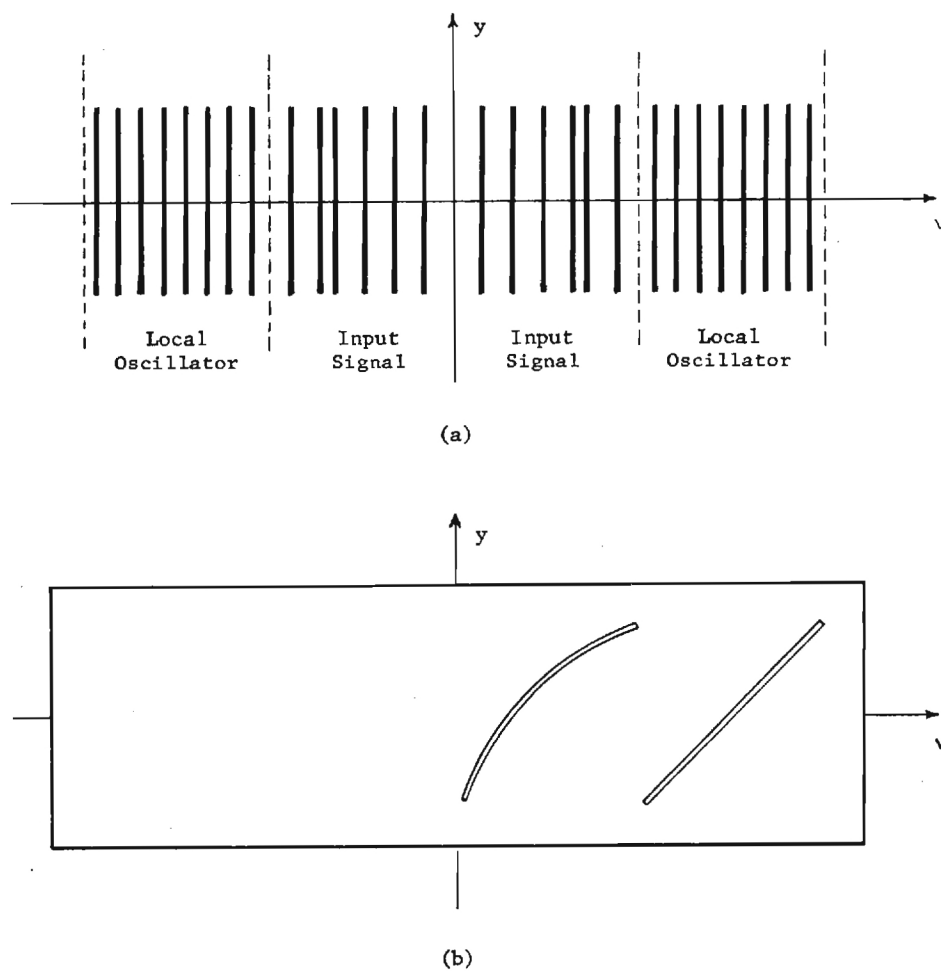 y
Local Input Input Local
Oscillator Signal Signal Oscillator
(a)
y
(b)